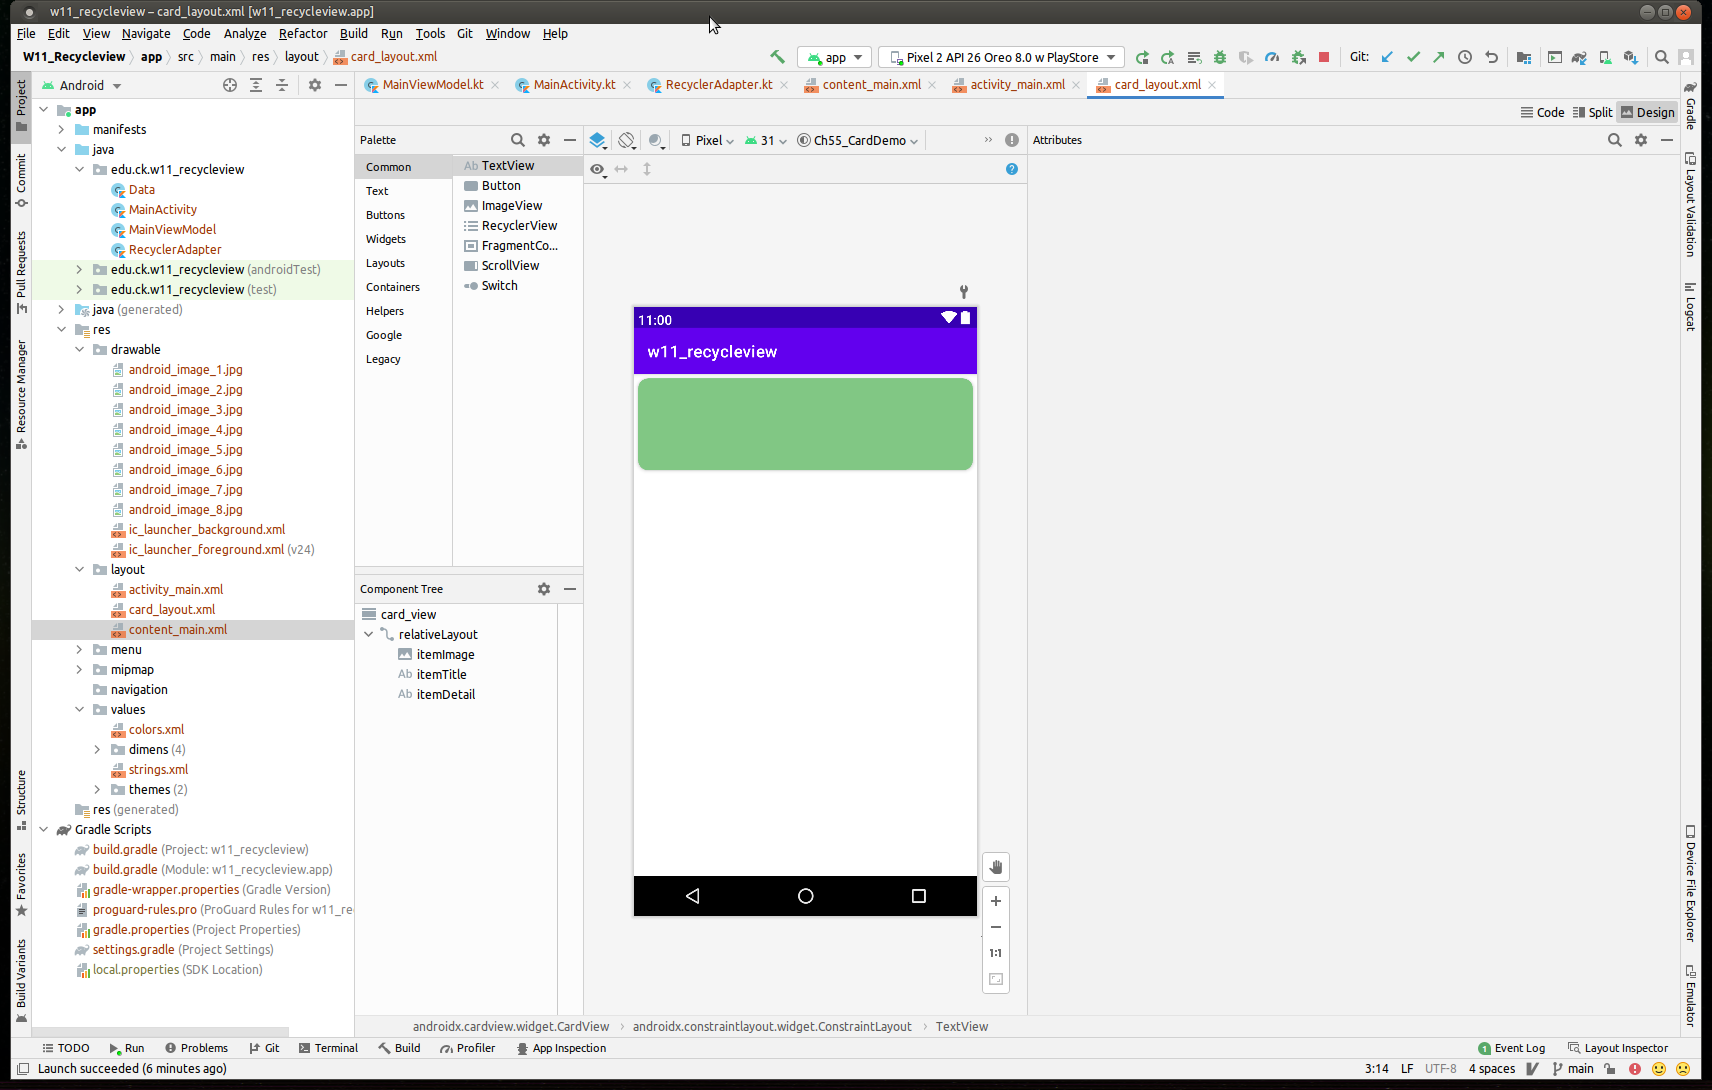 w11_recycleview – card_layout.xml [w11_recycleview.app]
File Edit View Navigate Code Analyze Refactor Build Run Tools Git Window Help
W11_Recycleview app src main res layout card_layout.xml
app Pixel 2 API 26 Oreo 8.0 w PlayStore Git:
Android
MainViewModel.kt MainActivity.kt RecyclerAdapter.kt content_main.xml activity_main.xml card_layout.xml
Code Split Design
Project
Commit
Pull Requests
Resource Manager
Structure
Favorites
Build Variants
app
manifests
java
edu.ck.w11_recycleview
Data
MainActivity
MainViewModel
RecyclerAdapter
edu.ck.w11_recycleview (androidTest)
edu.ck.w11_recycleview (test)
java (generated)
res
drawable
android_image_1.jpg
android_image_2.jpg
android_image_3.jpg
android_image_4.jpg
android_image_5.jpg
android_image_6.jpg
android_image_7.jpg
android_image_8.jpg
ic_launcher_background.xml
ic_launcher_foreground.xml (v24)
layout
activity_main.xml
card_layout.xml
content_main.xml
menu
mipmap
navigation
values
colors.xml
dimens (4)
strings.xml
themes (2)
res (generated)
Gradle Scripts
build.gradle (Project: w11_recycleview)
build.gradle (Module: w11_recycleview.app)
gradle-wrapper.properties (Gradle Version)
proguard-rules.pro (ProGuard Rules for w11_re
gradle.properties (Project Properties)
settings.gradle (Project Settings)
local.properties (SDK Location)
Palette
Common
Text
Buttons
Widgets
Layouts
Containers
Helpers
Google
Legacy
Ab TextView
Button
ImageView
RecyclerView
FragmentCo...
ScrollView
Switch
Component Tree
card_view
relativeLayout
itemImage
Ab itemTitle
Ab itemDetail
Pixel 31 Ch55_CardDemo
11:00
w11_recycleview
1:1
Attributes
Gradle
Layout Validation
Logcat
Device File Explorer
Emulator
androidx.cardview.widget.CardView androidx.constraintlayout.widget.ConstraintLayout TextView
TODO Run Problems Git Terminal Build Profiler App Inspection 1 Event Log Layout Inspector
Launch succeeded (6 minutes ago) 3:14 LF UTF-8 4 spaces main